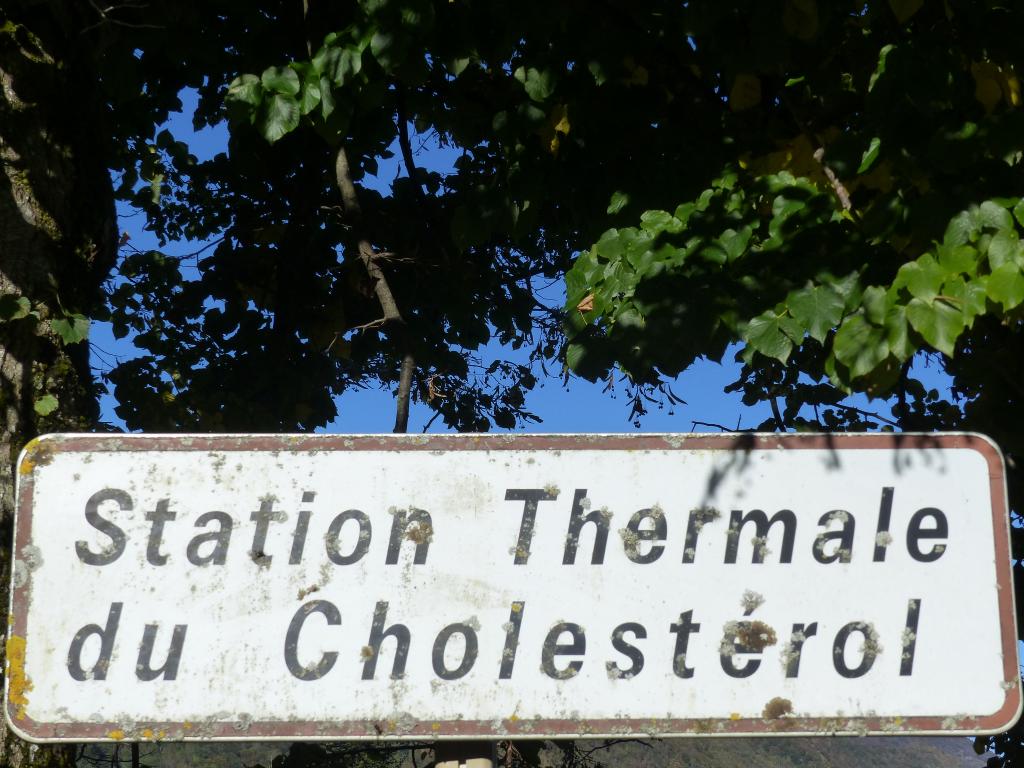 Station Thermale
du Cholestérol